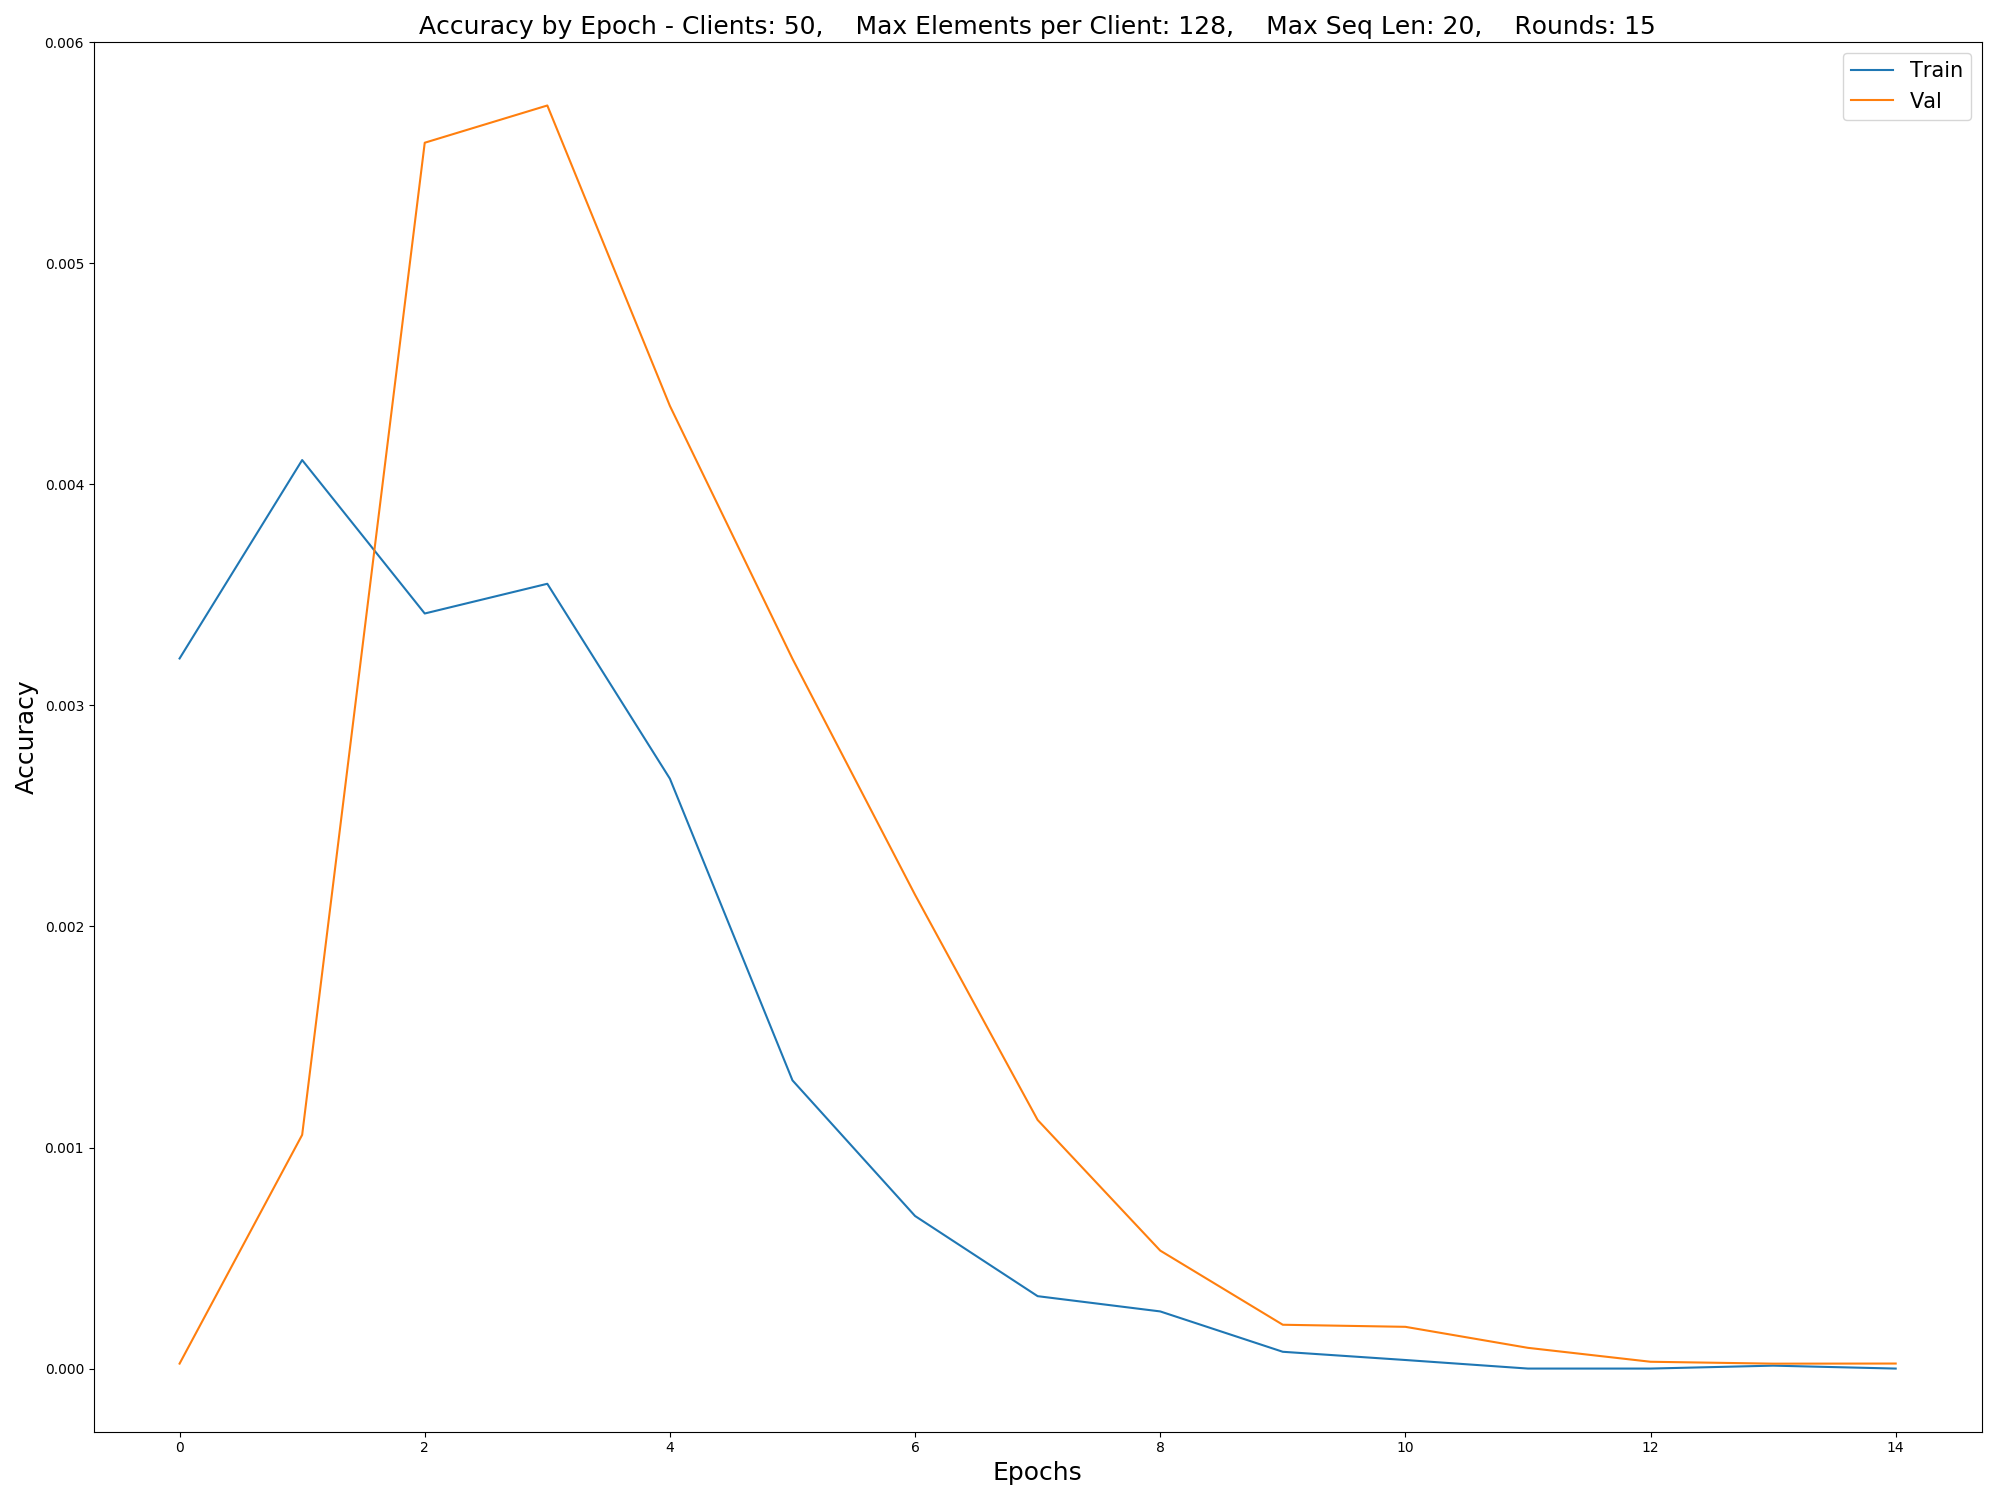 Accuracy by Epoch - Clients: 50,    Max Elements per Client: 128,    Max Seq Len: 20,    Rounds: 15
Train
Val
0.006
0.005
0.004
0.003
0.002
0.001
0.000
Accuracy
0 2 4 6 8 10 12 14
Epochs